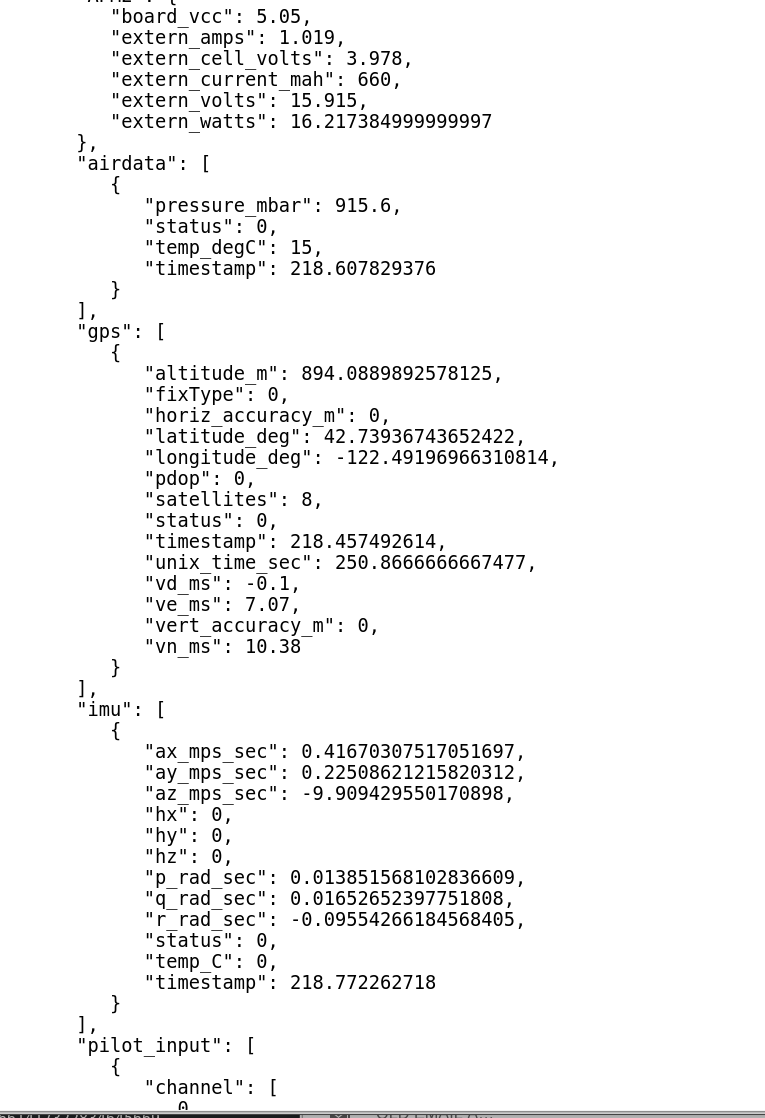 "board_vcc": 5.05,
"extern_amps": 1.019,
"extern_cell_volts": 3.978,
"extern_current_mah": 660,
"extern_volts": 15.915,
"extern_watts": 16.217384999999997
},
"airdata": [
{
"pressure_mbar": 915.6,
"status": 0,
"temp_degC": 15,
"timestamp": 218.607829376
}
],
"gps": [
{
"altitude_m": 894.0889892578125,
"fixType": 0,
"horiz_accuracy_m": 0,
"latitude_deg": 42.73936743652422,
"longitude_deg": -122.49196966310814,
"pdop": 0,
"satellites": 8,
"status": 0,
"timestamp": 218.457492614,
"unix_time_sec": 250.8666666667477,
"vd_ms": -0.1,
"ve_ms": 7.07,
"vert_accuracy_m": 0,
"vn_ms": 10.38
}
],
"imu": [
{
"ax_mps_sec": 0.41670307517051697,
"ay_mps_sec": 0.22508621215820312,
"az_mps_sec": -9.909429550170898,
"hx": 0,
"hy": 0,
"hz": 0,
"p_rad_sec": 0.013851568102836609,
"q_rad_sec": 0.01652652397751808,
"r_rad_sec": -0.09554266184568405,
"status": 0,
"temp_C": 0,
"timestamp": 218.772262718
}
],
"pilot_input": [
{
"channel": [